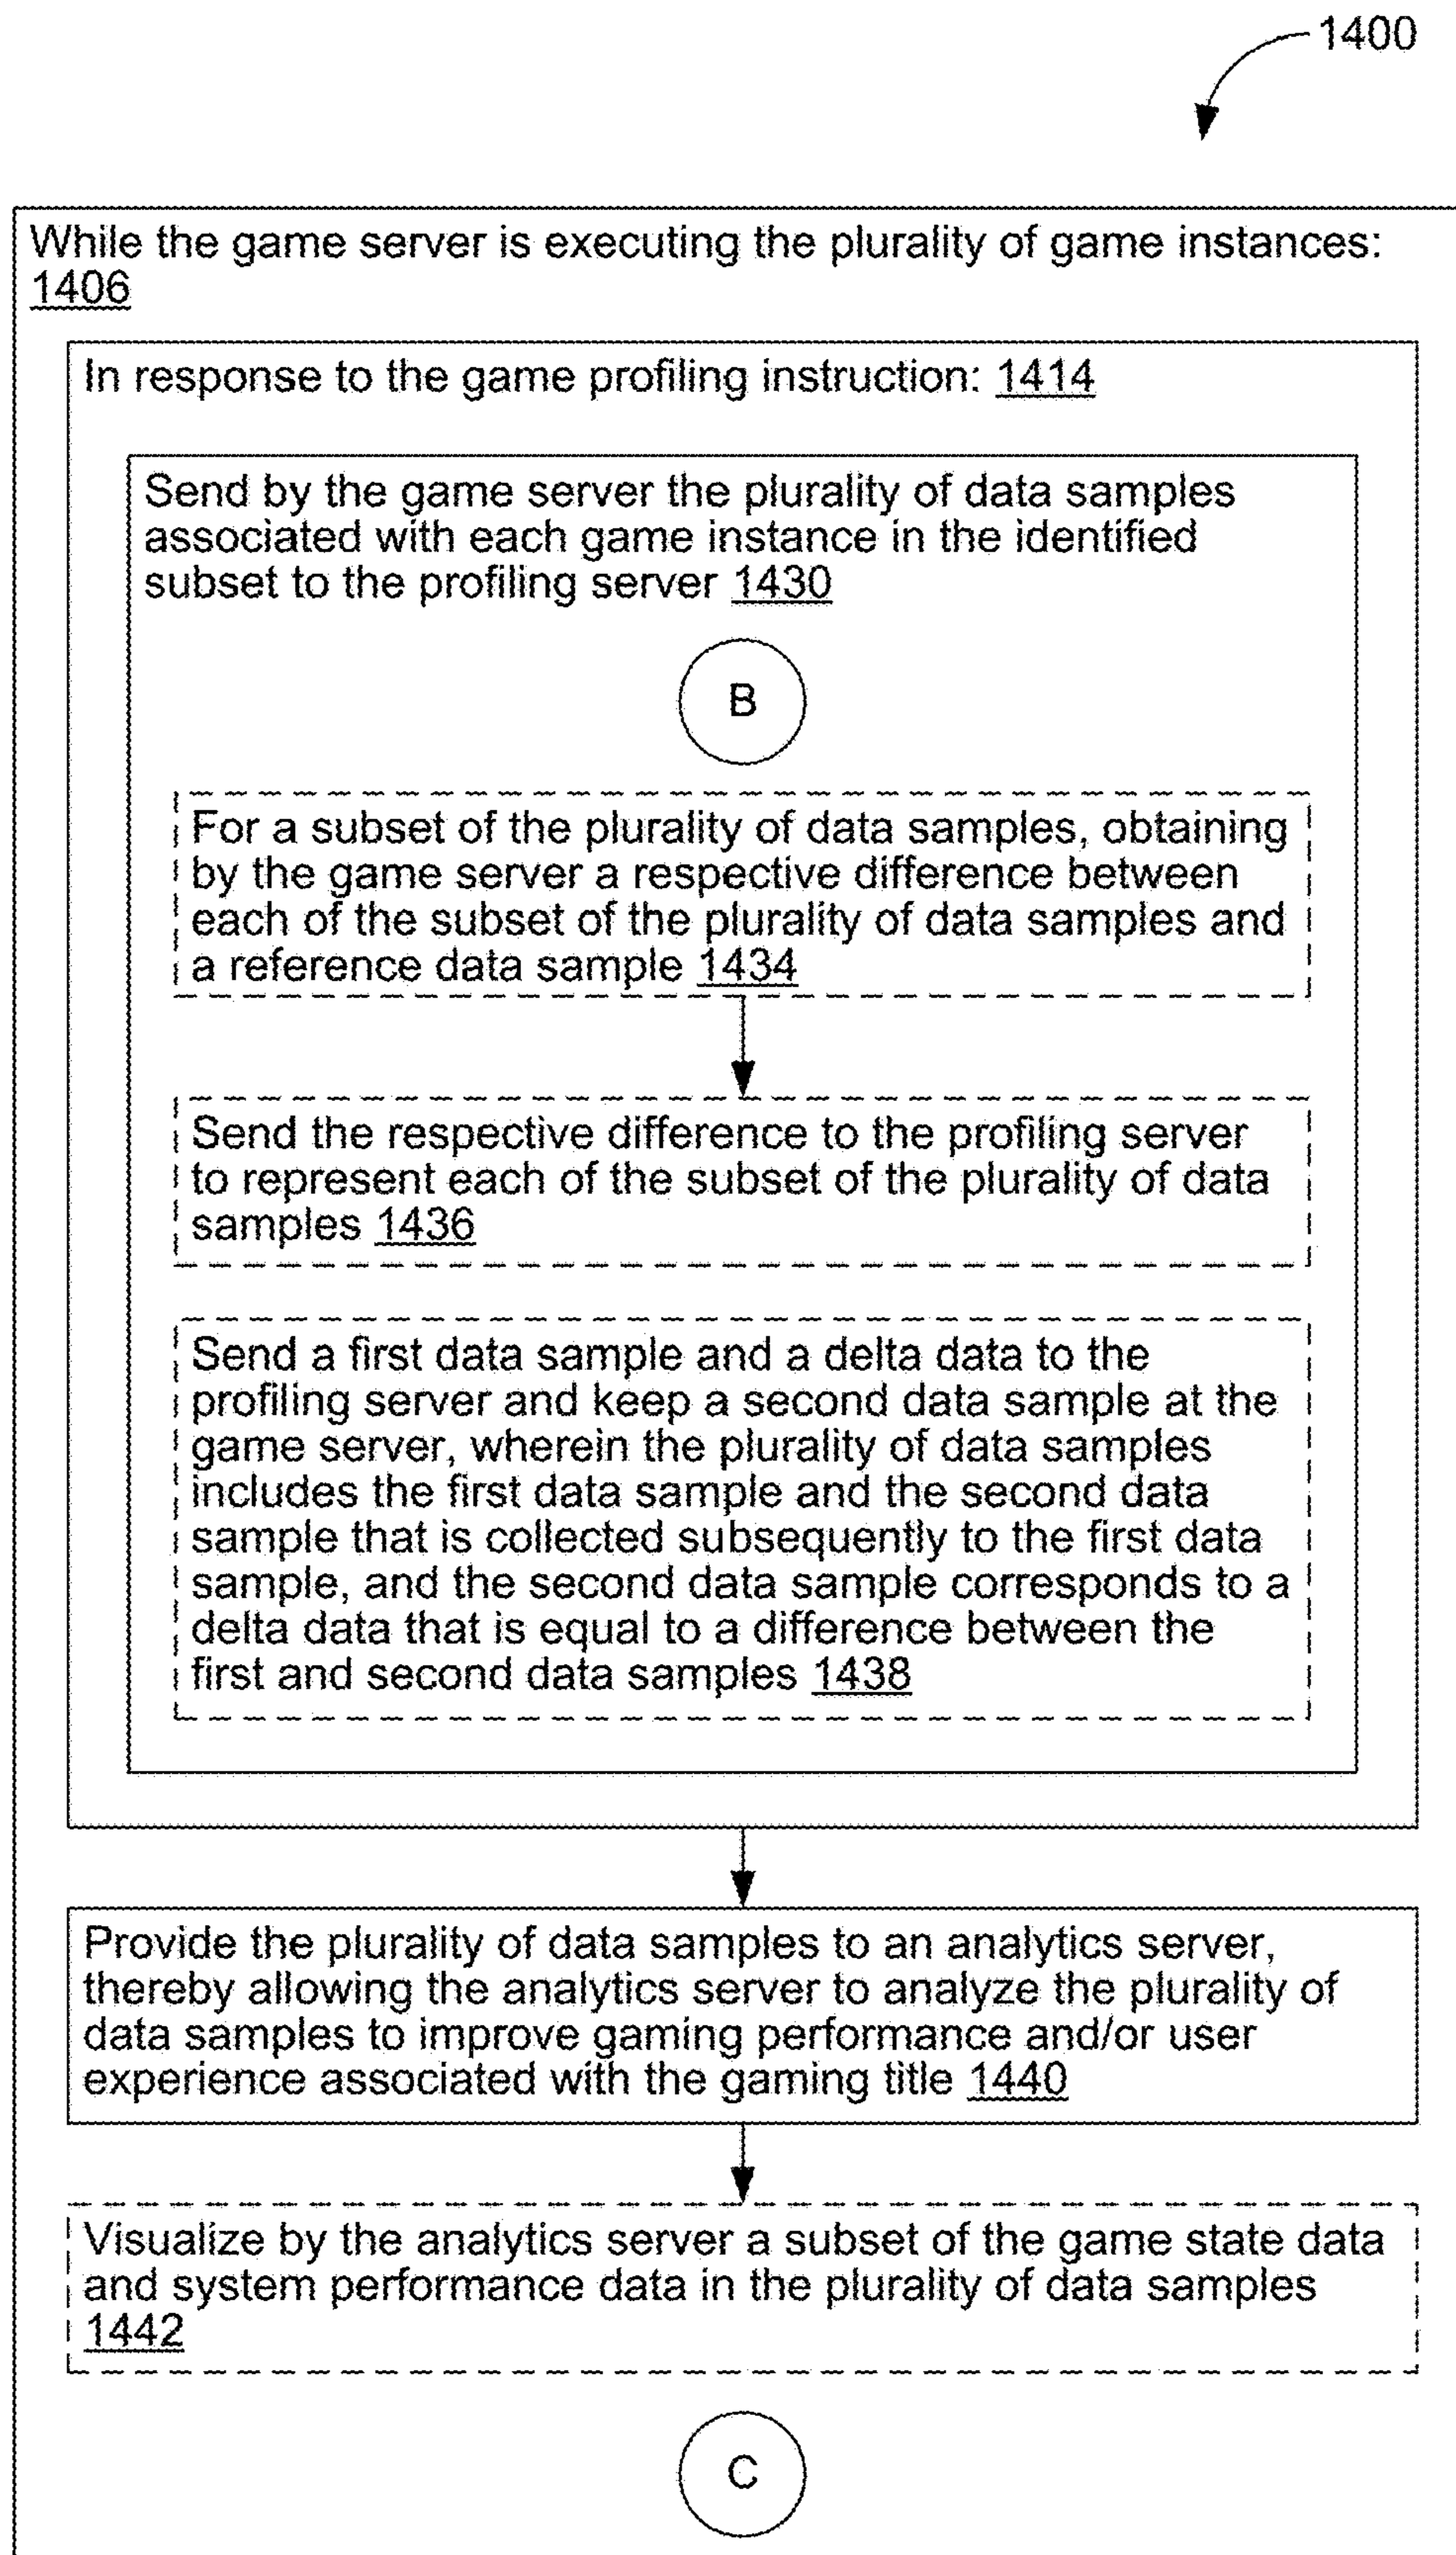 1400
While the game server is executing the plurality of game instances:
1406
In response to the game profiling instruction: 1414
Send by the game server the plurality of data samples
associated with each game instance in the identified
subset to the profiling server 1430
B
For a subset of the plurality of data samples, obtaining
by the game server a respective difference between
each of the subset of the plurality of data samples and
a reference data sample 1434
Send the respective difference to the profiling server
to represent each of the subset of the plurality of data
samples 1436
Send a first data sample and a delta data to the
profiling server and keep a second data sample at the
game server, wherein the plurality of data samples
includes the first data sample and the second data
sample that is collected subsequently to the first data
sample, and the second data sample corresponds to a
delta data that is equal to a difference between the
first and second data samples 1438
Provide the plurality of data samples to an analytics server,
thereby allowing the analytics server to analyze the plurality of
data samples to improve gaming performance and/or user
experience associated with the gaming title 1440
Visualize by the analytics server a subset of the game state data
and system performance data in the plurality of data samples
1442
C